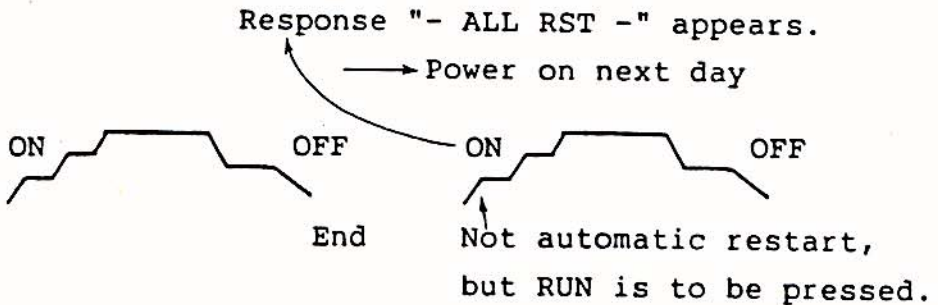 Response "- ALL RST -" appears.
Power on next day
ON OFF ON OFF
End Not automatic restart,
but RUN is to be pressed.